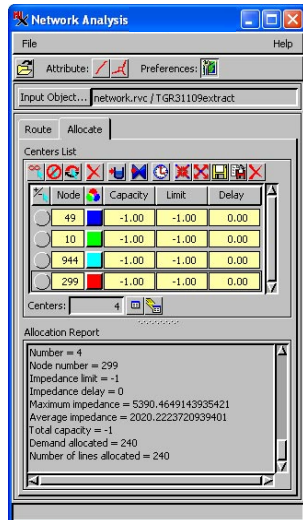 Network Analysis
File Help
Attribute: Preferences:
Input Object... network.rvc / TGR31109extract
Route Allocate
Centers List
Node Capacity Limit Delay
49 -1.00 -1.00 0.00
10 -1.00 -1.00 0.00
944 -1.00 -1.00 0.00
299 -1.00 -1.00 0.00
Centers: 4
Allocation Report
Number = 4
Node number = 299
Impedance limit = -1
Impedance delay = 0
Maximum impedance = 5390.4649143935421
Average impedance = 2020.2223720939401
Total capacity = -1
Demand allocated = 240
Number of lines allocated = 240